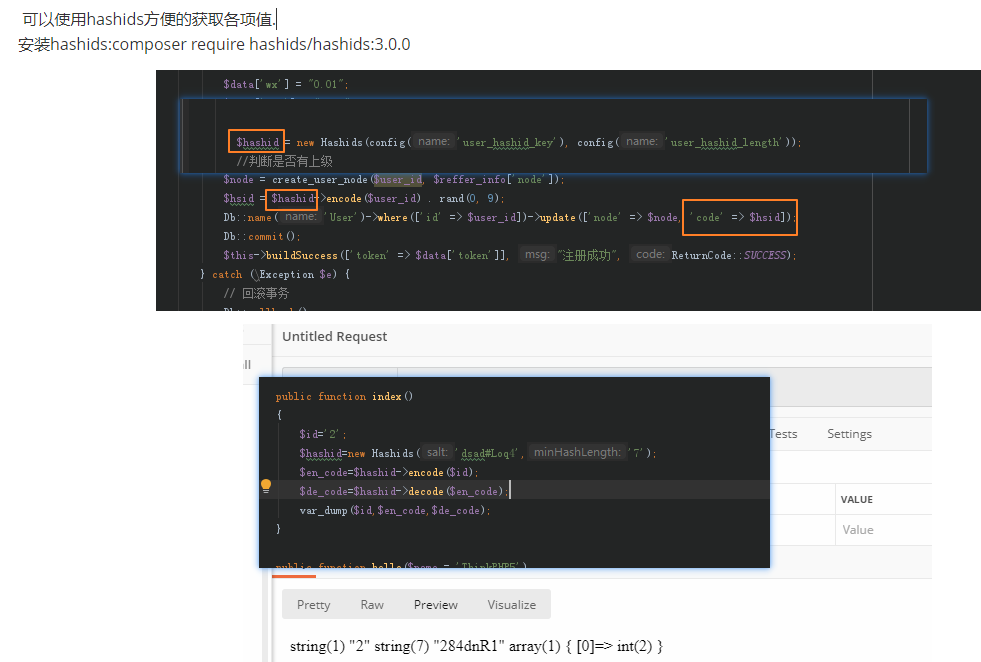 可以使用hashids方便的获取各项值.
安装hashids:composer require hashids/hashids:3.0.0
$data['wx'] = "0.01";
$hashid = new Hashids(config( name: 'user_hashid_key'), config( name: 'user_hashid_length'));
//判断是否有上级
$node = create_user_node($user_id, $reffer_info['node']);
$hsid = $hashid->encode($user_id) . rand(0, 9);
Db::name( name: 'User')->where(['id' => $user_id])->update(['node' => $node, 'code' => $hsid]);
Db::commit();
$this->buildSuccess(['token' => $data['token']], msg: "注册成功", code: ReturnCode::SUCCESS);
} catch (\Exception $e) {
// 回滚事务
Untitled Request
ll
public function index()
{
$id='2';
$hashid=new Hashids( salt: 'dsad#Loq4', minHashLength: '7');
$en_code=$hashid->encode($id);
$de_code=$hashid->decode($en_code);
var_dump($id,$en_code,$de_code);
}
public function hello($name = 'ThinkPHP5')
Tests Settings
VALUE
Value
Pretty Raw Preview Visualize
string(1) "2" string(7) "284dnR1" array(1) { [0]=> int(2) }